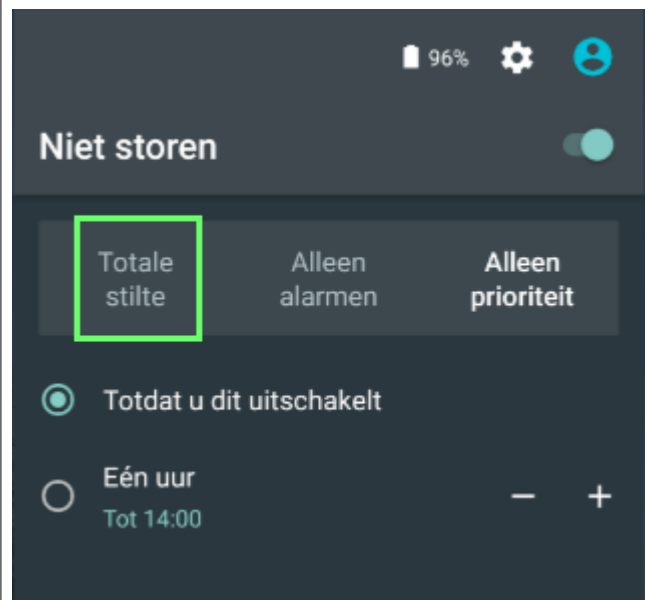 96%
Niet storen
Totale
stilte
Alleen
alarmen
Alleen
prioriteit
Totdat u dit uitschakelt
Eén uur
Tot 14:00